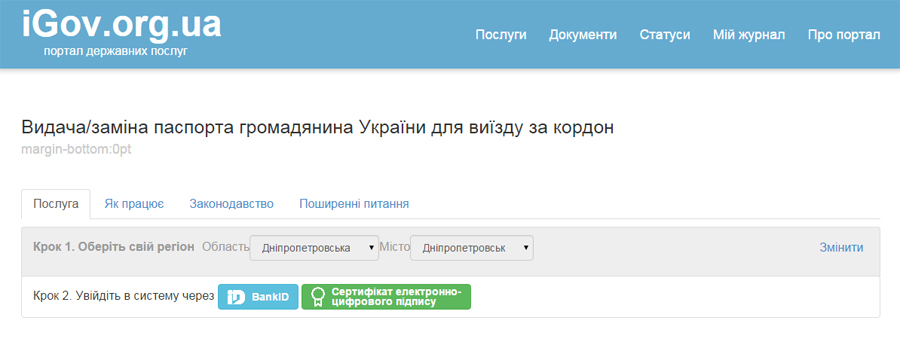 iGov.org.ua
портал державних послуг
Послуги Документи Статуси Мій журнал Про портал
Видача/заміна паспорта громадянина України для виїзду за кордон
margin-bottom:0pt
Послуга Як працює Законодавство Поширенні питання
Крок 1. Оберіть свій регіон Область Дніпропетровська Місто Дніпропетровськ Змінити
Крок 2. Увійдіть в систему через BankID Сертифікат електронно-
цифрового підпису